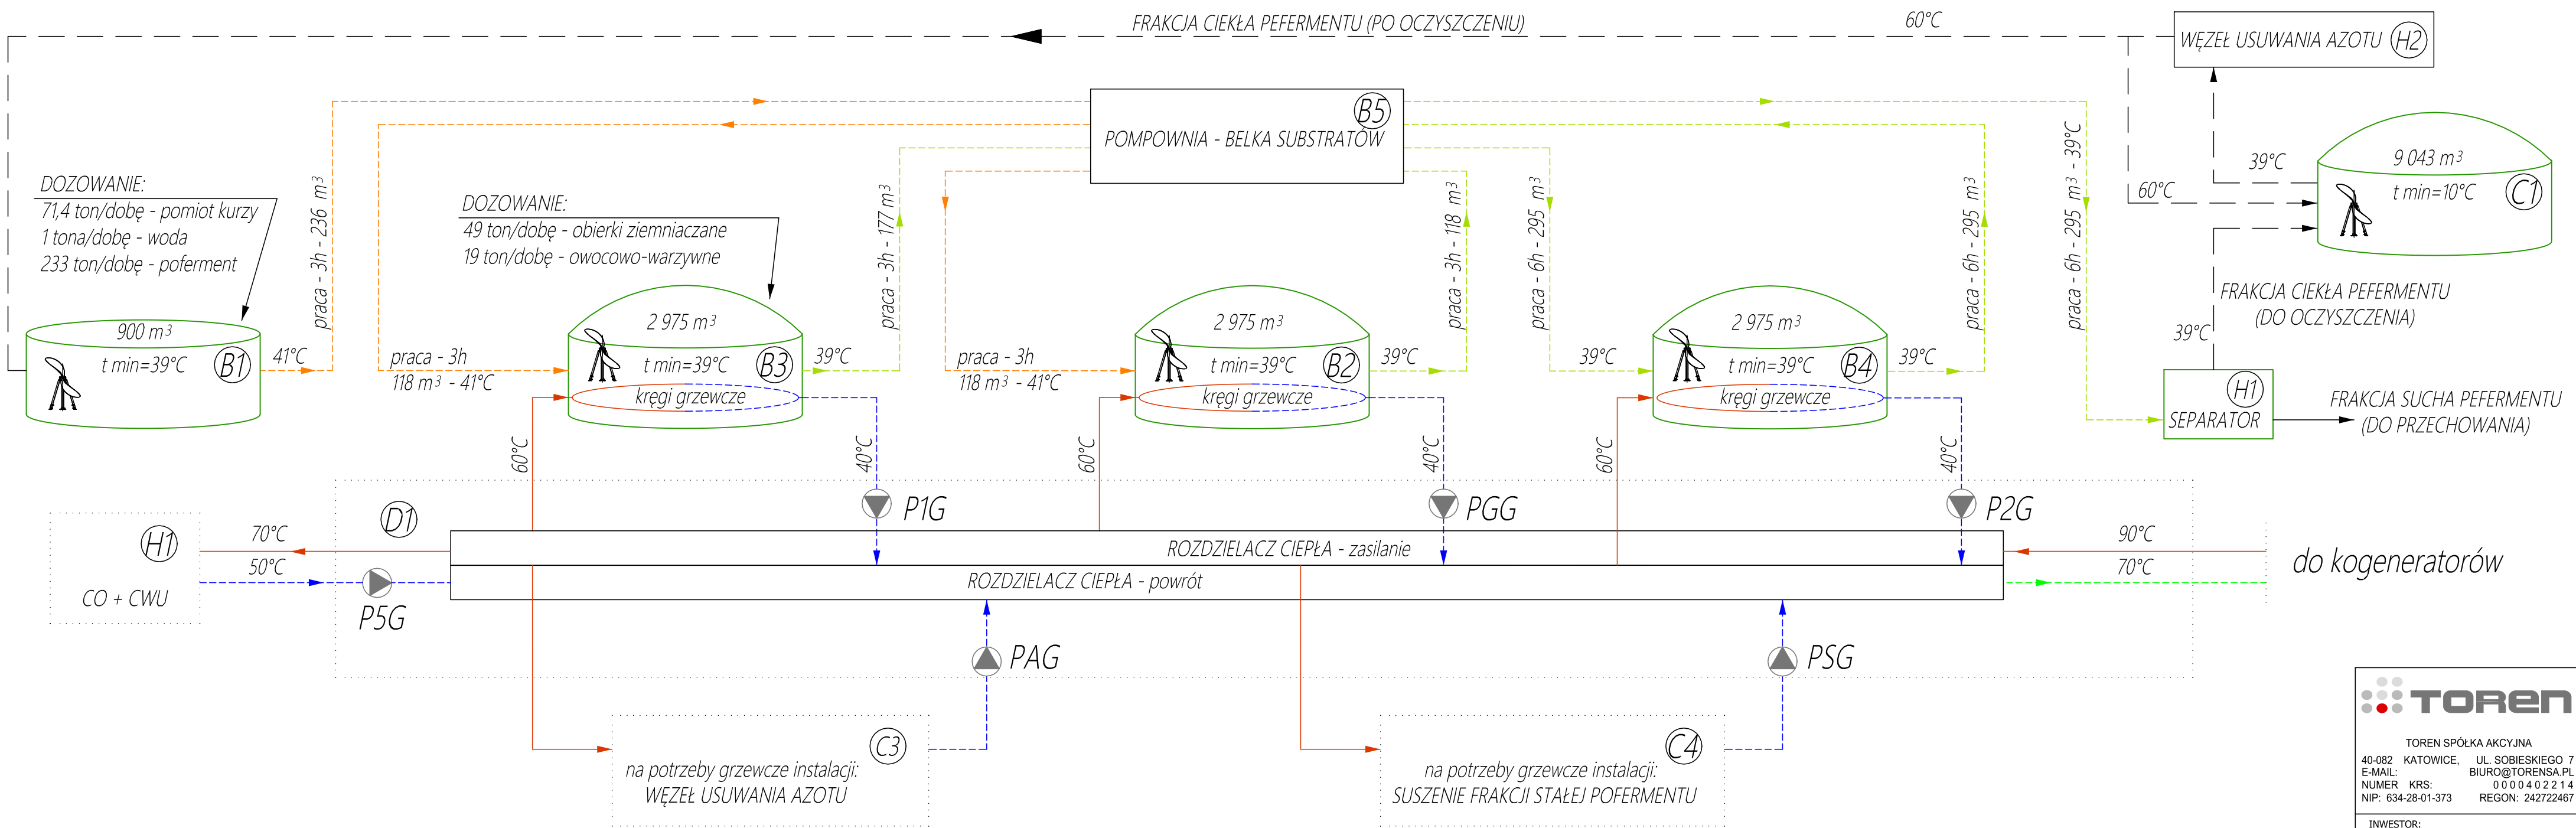 FRAKCJA CIEKŁA PEFERMENTU (PO OCZYSZCZENIU)
60°C
WĘZEŁ USUWANIA AZOTU H2
B5
POMPOWNIA - BELKA SUBSTRATÓW
9 043 m³
t min=10°C
C1
39°C
60°C
DOZOWANIE:
71,4 ton/dobę - pomiot kurzy
1 tona/dobę - woda
233 ton/dobę - poferment
praca - 3h - 236 m³
DOZOWANIE:
49 ton/dobę - obierki ziemniaczane
19 ton/dobę - owocowo-warzywne
praca - 3h - 177 m³
praca - 3h - 118 m³
praca - 6h - 295 m³
praca - 6h - 295 m³
praca - 6h - 295 m³ - 39°C
FRAKCJA CIEKŁA PEFERMENTU
(DO OCZYSZCZENIA)
39°C
900 m³
t min=39°C
B1
41°C
praca - 3h
118 m³ - 41°C
2 975 m³
t min=39°C
B3
kręgi grzewcze
39°C
praca - 3h
118 m³ - 41°C
2 975 m³
t min=39°C
B2
kręgi grzewcze
39°C
39°C
2 975 m³
t min=39°C
B4
kręgi grzewcze
39°C
H1
SEPARATOR
FRAKCJA SUCHA PEFERMENTU
(DO PRZECHOWANIA)
60°C
40°C
60°C
40°C
60°C
40°C
P1G
PGG
P2G
D1
H1
CO + CWU
70°C
50°C
P5G
ROZDZIELACZ CIEPŁA - zasilanie
ROZDZIELACZ CIEPŁA - powrót
90°C
70°C
do kogeneratorów
PAG
PSG
C3
na potrzeby grzewcze instalacji:
WĘZEŁ USUWANIA AZOTU
C4
na potrzeby grzewcze instalacji:
SUSZENIE FRAKCJI STAŁEJ POFERMENTU
TOREN
TOREN SPÓŁKA AKCYJNA
40-082 KATOWICE, UL. SOBIESKIEGO 7
E-MAIL: BIURO@TORENSA.PL
NUMER KRS: 0 0 0 0 4 0 2 2 1 4
NIP: 634-28-01-373 REGON: 242722467
INWESTOR: